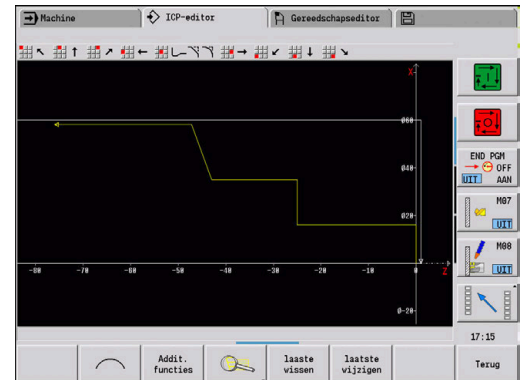 Machine
ICP-editor
Gereedschapseditor
X
Ø60
Ø40
Ø20
-80 -70 -60 -50 -40 -30 -20 -10 0 Z
Ø-20
END PGM
OFF
UIT AAN
M07
UIT
M08
UIT
17:15
Addit.
functies
laaste
wissen
laatste
wijzigen
Terug